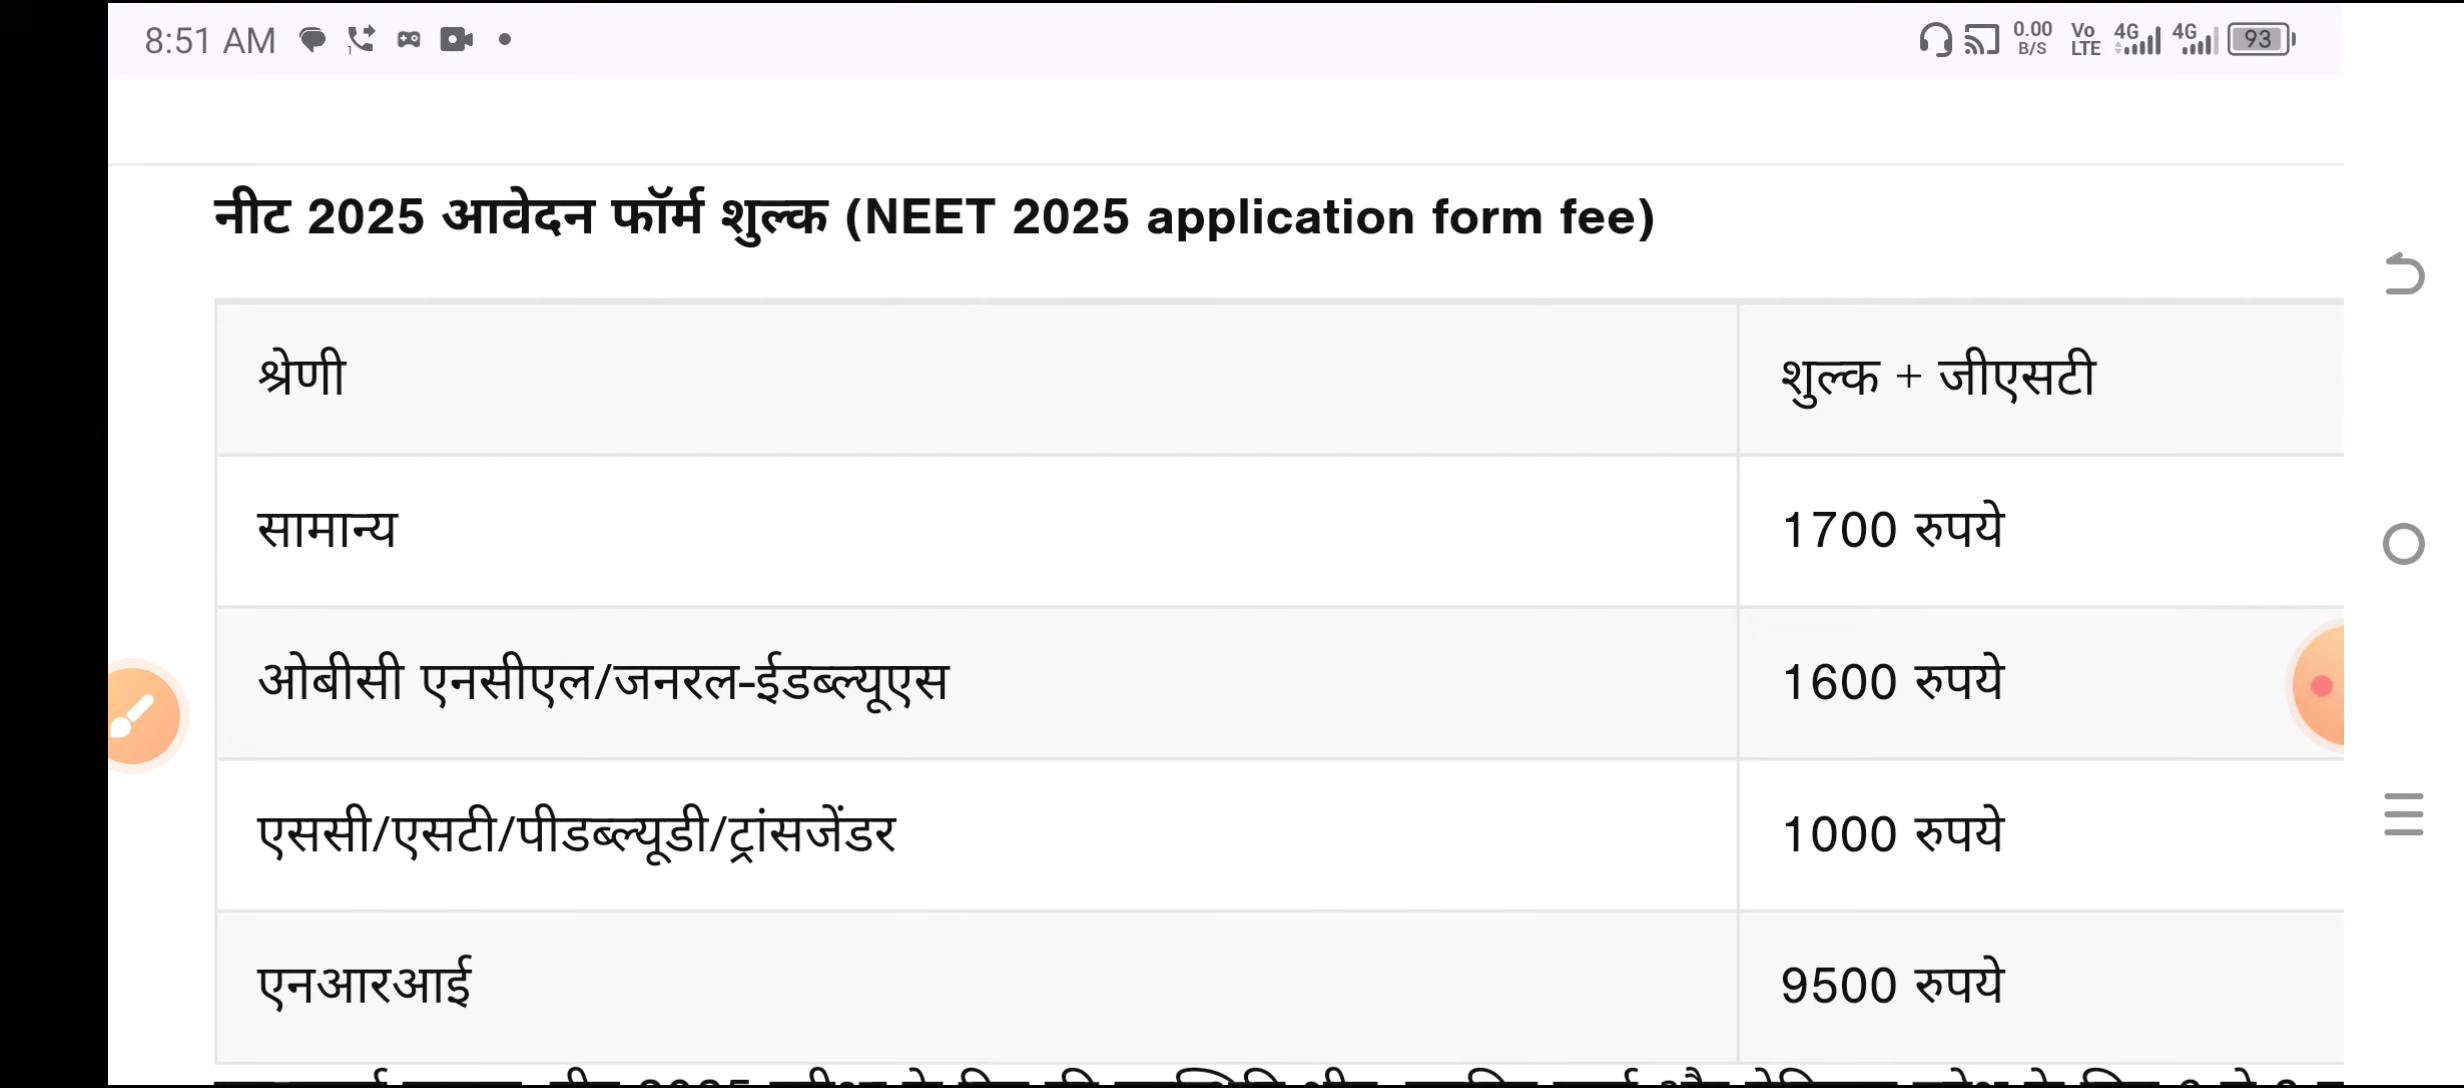 8:51 AM 0.00 B/S Vo LTE 4G 4G 93
नीट 2025 आवेदन फॉर्म शुल्क (NEET 2025 application form fee)
श्रेणी शुल्क + जीएसटी
सामान्य 1700 रुपये
ओबीसी एनसीएल/जनरल-ईडब्ल्यूएस 1600 रुपये
एससी/एसटी/पीडब्ल्यूडी/ट्रांसजेंडर 1000 रुपये
एनआरआई 9500 रुपये